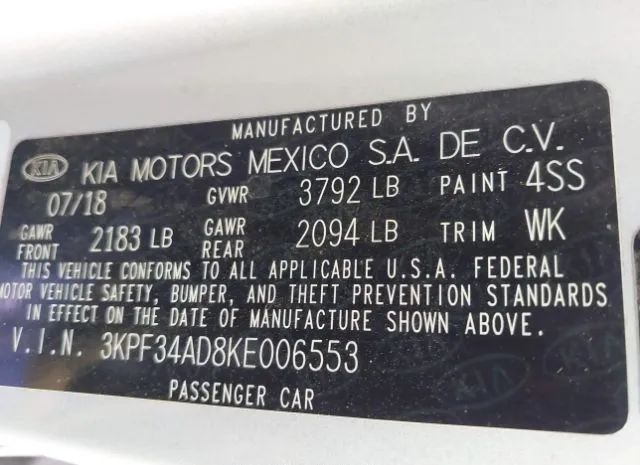 MANUFACTURED BY
KIA KIA MOTORS MEXICO S.A. DE C.V.
07/18 GVWR 3792 LB PAINT 4SS
GAWR FRONT 2183 LB GAWR REAR 2094 LB TRIM WK
THIS VEHICLE CONFORMS TO ALL APPLICABLE U.S.A. FEDERAL
MOTOR VEHICLE SAFETY, BUMPER, AND THEFT PREVENTION STANDARDS
IN EFFECT ON THE DATE OF MANUFACTURE SHOWN ABOVE.
V.I.N. 3KPF34AD8KE006553
PASSENGER CAR
KIA